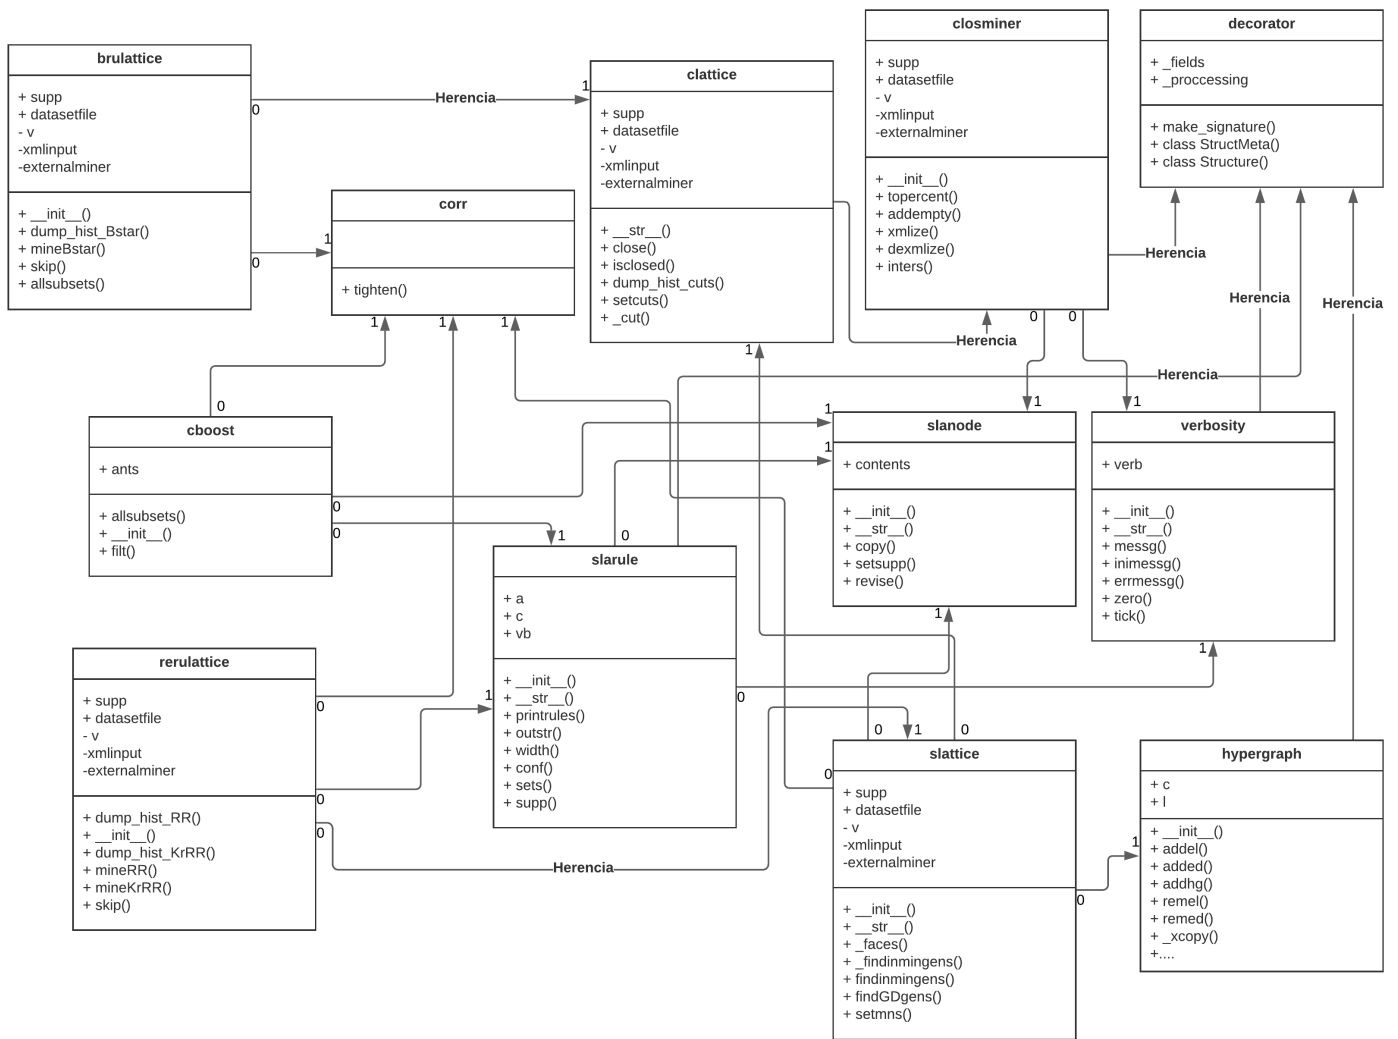 brulattice
+ supp
+ datasetfile
- v
-xmlinput
-externalminer
+ __init__()
+ dump_hist_Bstar()
+ mineBstar()
+ skip()
+ allsubsets()
0
Herencia
1
0
1
corr
+ tighten()
1
1
1
clattice
+ supp
+ datasetfile
- v
-xmlinput
-externalminer
+ __str__()
+ close()
+ isclosed()
+ dump_hist_cuts()
+ setcuts()
+ _cut()
1
Herencia
closminer
+ supp
+ datasetfile
- v
-xmlinput
-externalminer
+ __init__()
+ topercent()
+ addempty()
+ xmlize()
+ dexmlize()
+ inters()
0
0
decorator
+ _fields
+ _proccessing
+ make_signature()
+ class StructMeta()
+ class Structure()
Herencia
Herencia
Herencia
Herencia
0
cboost
+ ants
+ allsubsets()
+ __init__()
+ filt()
0
0
1
0
1
1
1
1
slanode
+ contents
+ __init__()
+ __str__()
+ copy()
+ setsupp()
+ revise()
1
verbosity
+ verb
+ __init__()
+ __str__()
+ messg()
+ inimessg()
+ errmessg()
+ zero()
+ tick()
1
slarule
+ a
+ c
+ vb
+ __init__()
+ __str__()
+ printrules()
+ outstr()
+ width()
+ conf()
+ sets()
+ supp()
1
0
rerulattice
+ supp
+ datasetfile
- v
-xmlinput
-externalminer
+ dump_hist_RR()
+ __init__()
+ dump_hist_KrRR()
+ mineRR()
+ mineKrRR()
+ skip()
0
0
0
Herencia
0
1
0
0
slattice
+ supp
+ datasetfile
- v
-xmlinput
-externalminer
+ __init__()
+ __str__()
+ _faces()
+ _findinmingens()
+ findinmingens()
+ findGDgens()
+ setmns()
0
1
hypergraph
+ c
+ l
+ __init__()
+ addel()
+ added()
+ addhg()
+ remel()
+ remed()
+ _xcopy()
+....